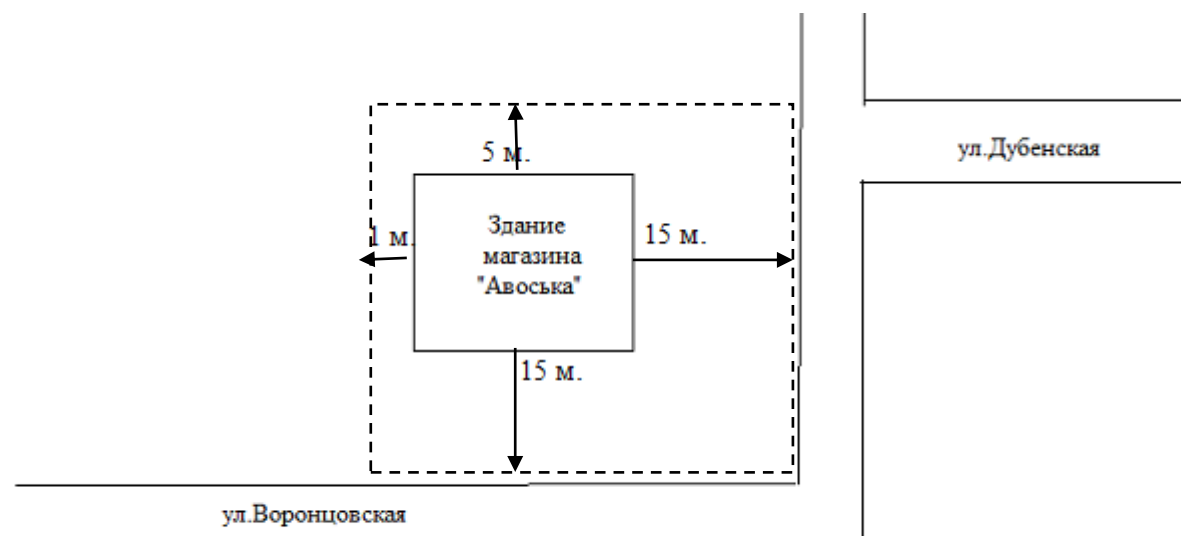 ул.Дубенская
5 м.
Здание
магазина
"Авоська"
1 м.
15 м.
15 м.
ул.Воронцовская